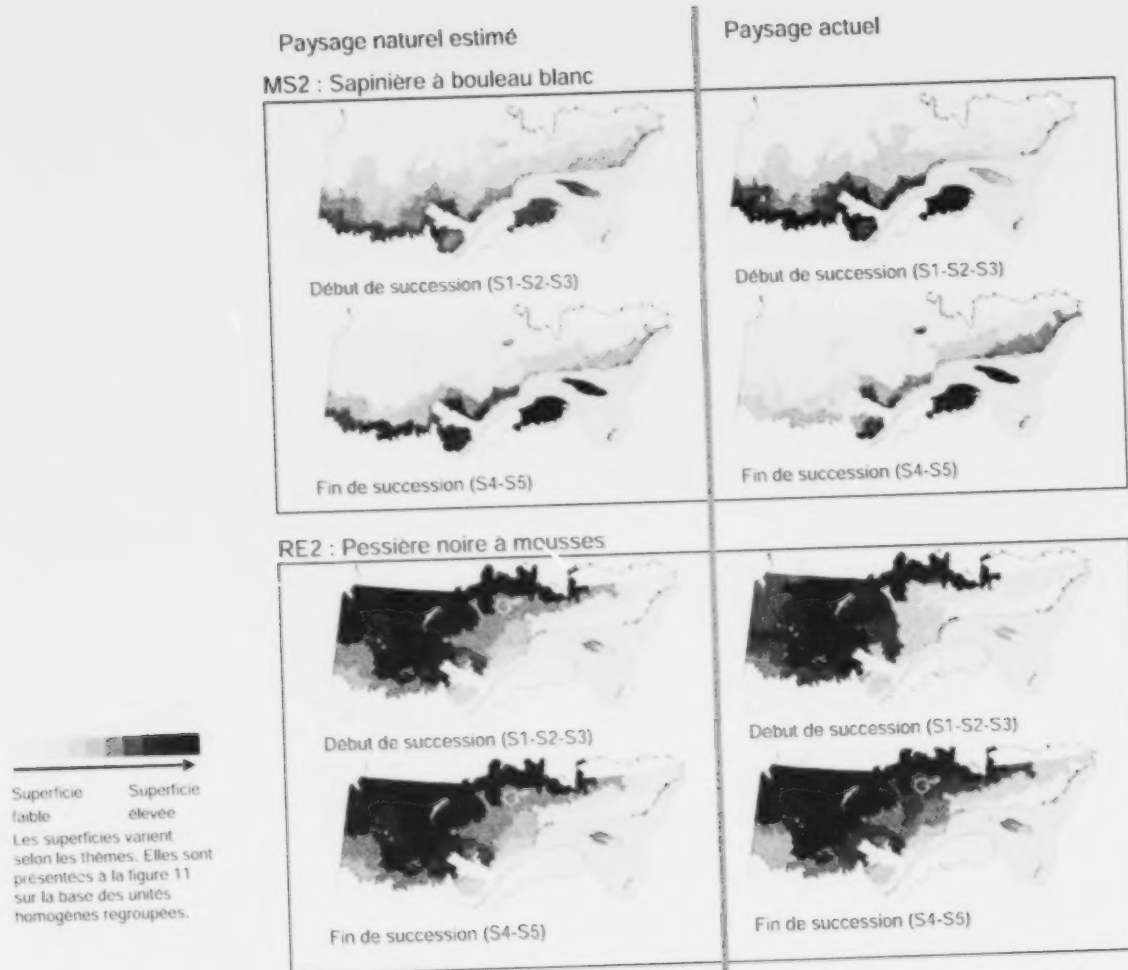 Paysage naturel estimé
Paysage actuel
MS2 : Sapinière à bouleau blanc
Début de succession (S1-S2-S3)
Début de succession (S1-S2-S3)
Fin de succession (S4-S5)
Fin de succession (S4-S5)
RE2 : Pessière noire à mousses
Début de succession (S1-S2-S3)
Début de succession (S1-S2-S3)
Fin de succession (S4-S5)
Fin de succession (S4-S5)
Superficie Superficie
faible élevée
Les superficies varient
selon les thèmes. Elles sont
présentées à la figure 11
sur la base des unités
homogènes regroupées.